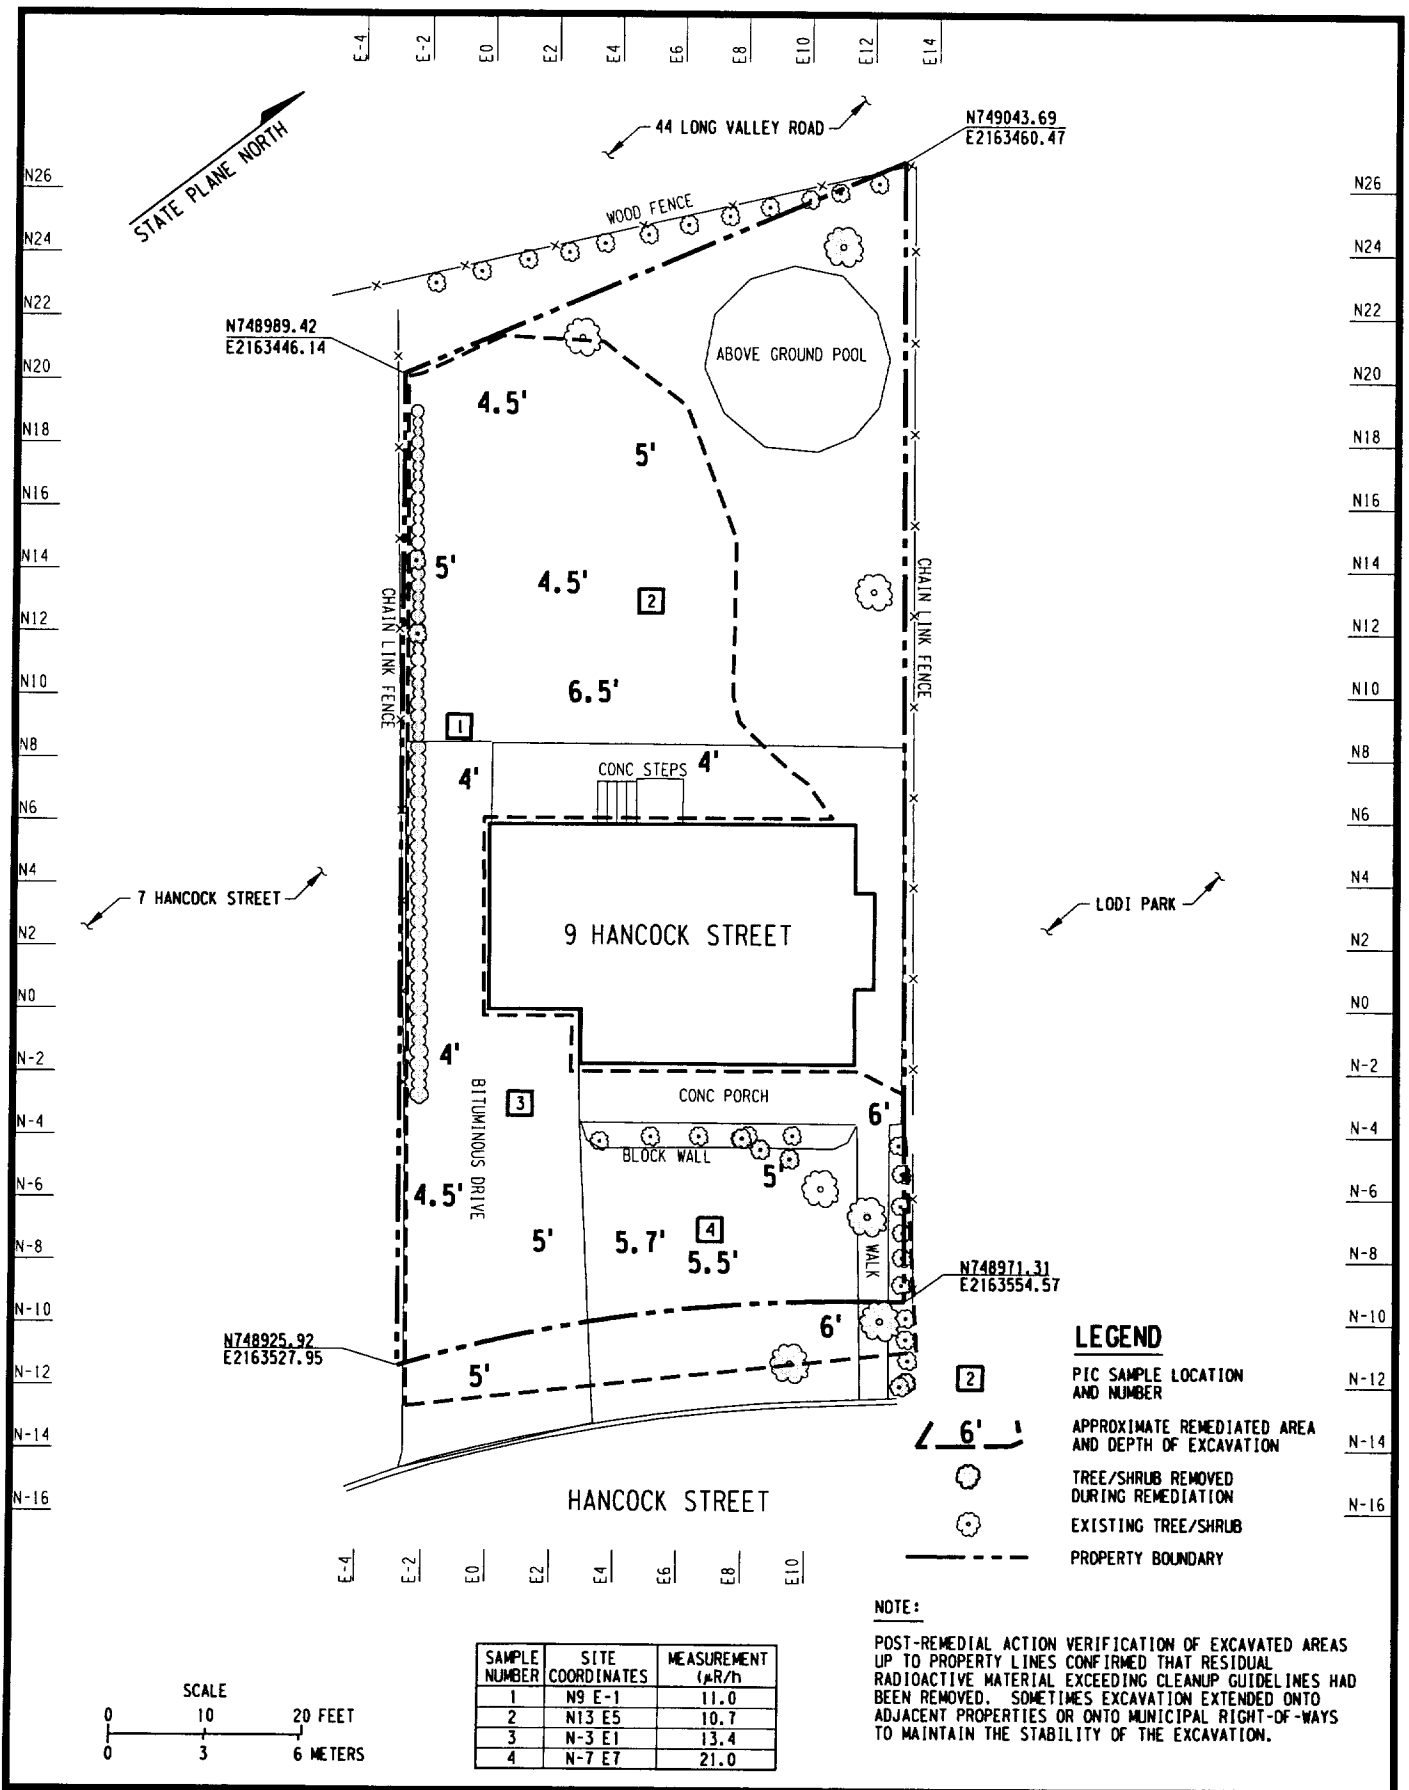 E-4 E-2 E0 E2 E4 E6 E8 E10 E12 E14
44 LONG VALLEY ROAD
N749043.69
E2163460.47
STATE PLANE NORTH
WOOD FENCE
N26 N26
N24 N24
N22 N22
N748989.42
E2163446.14
ABOVE GROUND POOL
N20 N20
4.5'
N18 N18
5'
N16 N16
N14 N14
5'
4.5'
2
CHAIN LINK FENCE
CHAIN LINK FENCE
N12 N12
N10 N10
6.5'
1
N8 N8
4'
CONC STEPS
4'
N6 N6
N4 N4
7 HANCOCK STREET
LODI PARK
9 HANCOCK STREET
N2 N2
N0 N0
4'
N-2 N-2
BITUMINOUS DRIVE
3
CONC PORCH
6'
N-4 N-4
BLOCK WALL
5'
N-6 N-6
4.5'
5'
5.7'
4
5.5'
WALK
N-8 N-8
N748971.31
E2163554.57
N-10 N-10
6'
N748925.92
E2163527.95
5'
N-12 N-12
N-14 N-14
N-16 N-16
HANCOCK STREET
LEGEND
2
PIC SAMPLE LOCATION
AND NUMBER
6'
APPROXIMATE REMEDIATED AREA
AND DEPTH OF EXCAVATION
TREE/SHRUB REMOVED
DURING REMEDIATION
EXISTING TREE/SHRUB
PROPERTY BOUNDARY
E-4 E-2 E0 E2 E4 E6 E8 E10
NOTE:
POST-REMEDIAL ACTION VERIFICATION OF EXCAVATED AREAS
UP TO PROPERTY LINES CONFIRMED THAT RESIDUAL
RADIOACTIVE MATERIAL EXCEEDING CLEANUP GUIDELINES HAD
BEEN REMOVED. SOMETIMES EXCAVATION EXTENDED ONTO
ADJACENT PROPERTIES OR ONTO MUNICIPAL RIGHT-OF-WAYS
TO MAINTAIN THE STABILITY OF THE EXCAVATION.
SAMPLE NUMBER SITE COORDINATES MEASUREMENT (μR/h
1 N9 E-1 11.0
2 N13 E5 10.7
3 N-3 E1 13.4
4 N-7 E7 21.0
SCALE
0 10 20 FEET
0 3 6 METERS